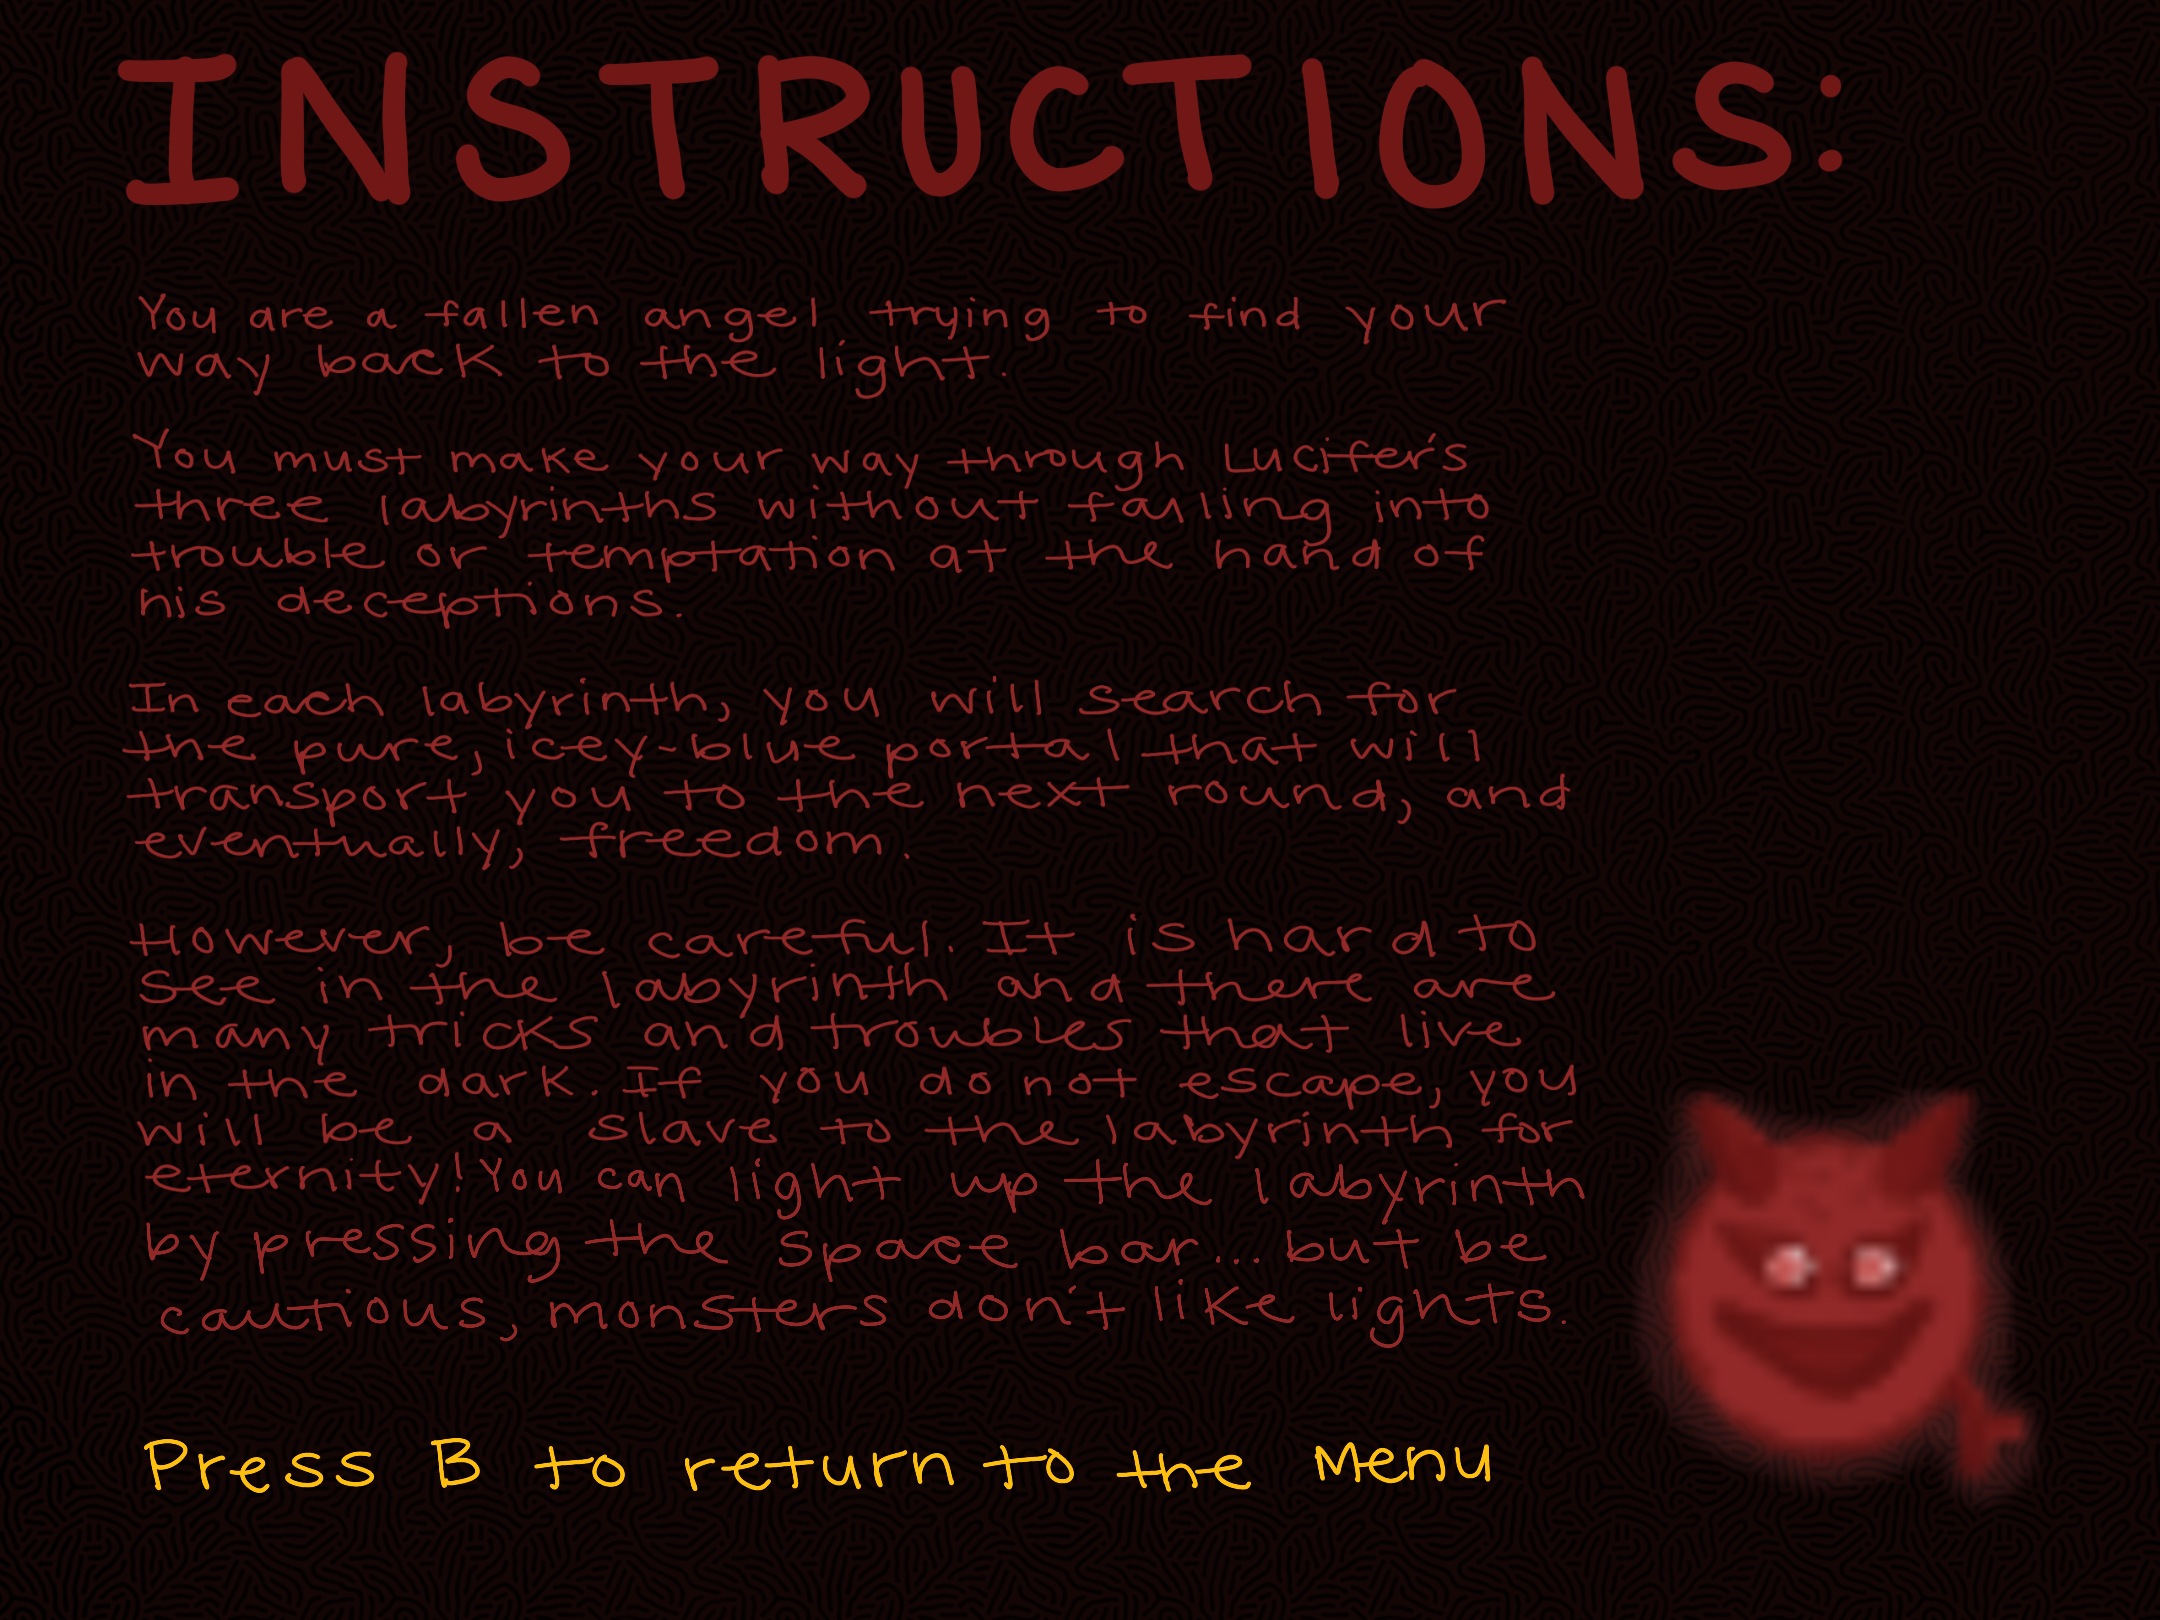 INSTRUCTIONS:
You are a fallen angel trying to find your
way back to the light.
You must make your way through Lucifer's
three labyrinths without falling into
trouble or temptation at the hand of
his deceptions.
In each labyrinth, you will search for
the pure, icey-blue portal that will
transport you to the next round, and
eventually, freedom.
However, be careful. It is hard to
see in the labyrinth and there are
many tricks and troubles that live
in the dark. If you do not escape, you
will be a slave to the labyrinth for
eternity! You can light up the labyrinth
by pressing the space bar... but be
cautious, monsters don't like lights.
Press B to return to the Menu